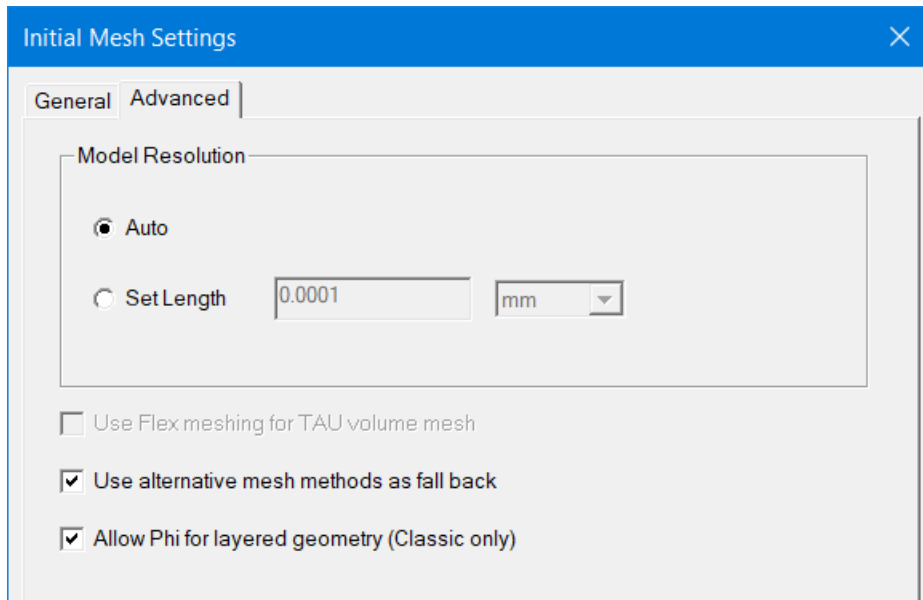 Initial Mesh Settings
General Advanced
Model Resolution
Auto
Set Length 0.0001 mm
Use Flex meshing for TAU volume mesh
Use alternative mesh methods as fall back
Allow Phi for layered geometry (Classic only)